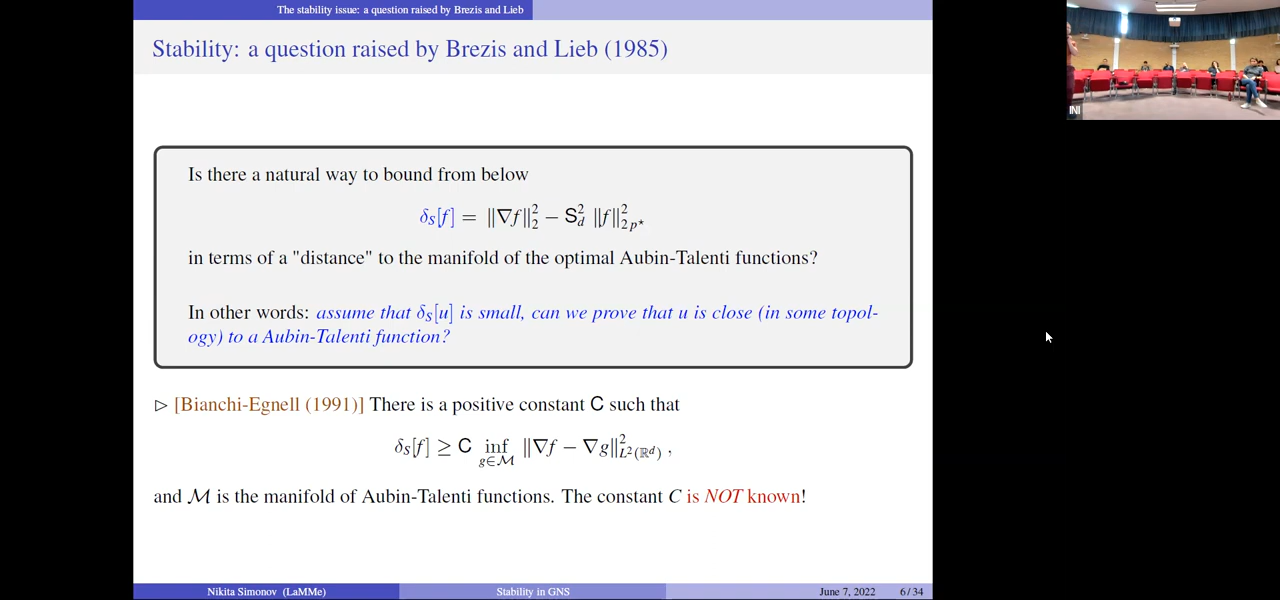 The stability issue: a question raised by Brezis and Lieb
Stability: a question raised by Brezis and Lieb (1985)
Is there a natural way to bound from below
δ_S[f] = ‖∇f‖₂² − S_d² ‖f‖²_{2p⋆}
in terms of a "distance" to the manifold of the optimal Aubin-Talenti functions?
In other words: assume that δ_S[u] is small, can we prove that u is close (in some topol-
ogy) to a Aubin-Talenti function?
▷ [Bianchi-Egnell (1991)] There is a positive constant C such that
δ_S[f] ≥ C inf_{g∈ℳ} ‖∇f − ∇g‖²_{L²(ℝ^d)} ,
and ℳ is the manifold of Aubin-Talenti functions. The constant C is NOT known!
Nikita Simonov (LaMMe) Stability in GNS June 7, 2022 6 / 34
INI